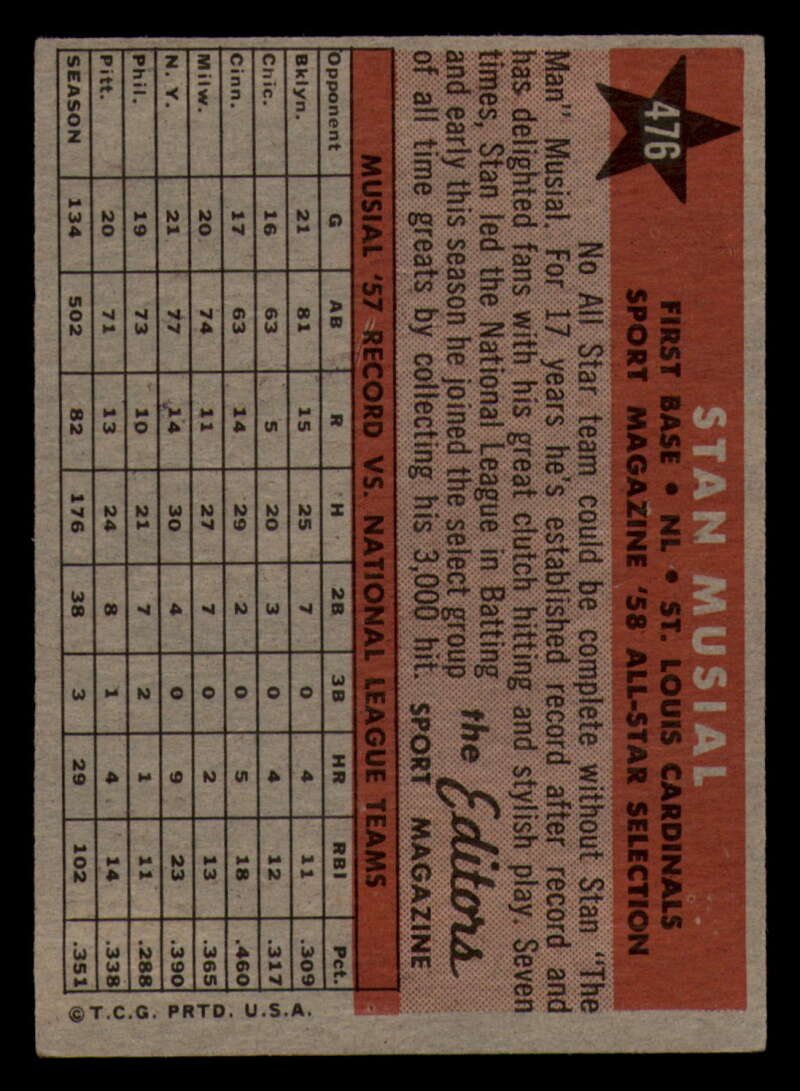 476
STAN MUSIAL
FIRST BASE • NL • ST. LOUIS CARDINALS
SPORT MAGAZINE '58 ALL-STAR SELECTION
No All Star team could be complete without Stan "The
Man" Musial. For 17 years he's established record after record and
has delighted fans with his great clutch hitting and stylish play. Seven
times, Stan led the National League in Batting
and early this season he joined the select group
of all time greats by collecting his 3,000 hit.
the Editors
SPORT MAGAZINE
MUSIAL '57 RECORD VS. NATIONAL LEAGUE TEAMS
Opponent G AB R H 2B 3B HR RBI Pct.
Bklyn. 21 81 15 25 7 0 4 11 .309
Chic. 16 63 5 20 3 0 4 12 .317
Cinn. 17 63 14 29 2 0 5 18 .460
Milw. 20 74 11 27 7 0 2 13 .365
N. Y. 21 77 14 30 4 0 9 23 .390
Phil. 19 73 10 21 7 2 1 11 .288
Pitt. 20 71 13 24 8 1 4 14 .338
SEASON 134 502 82 176 38 3 29 102 .351
© T.C.G. PRTD. U.S.A.